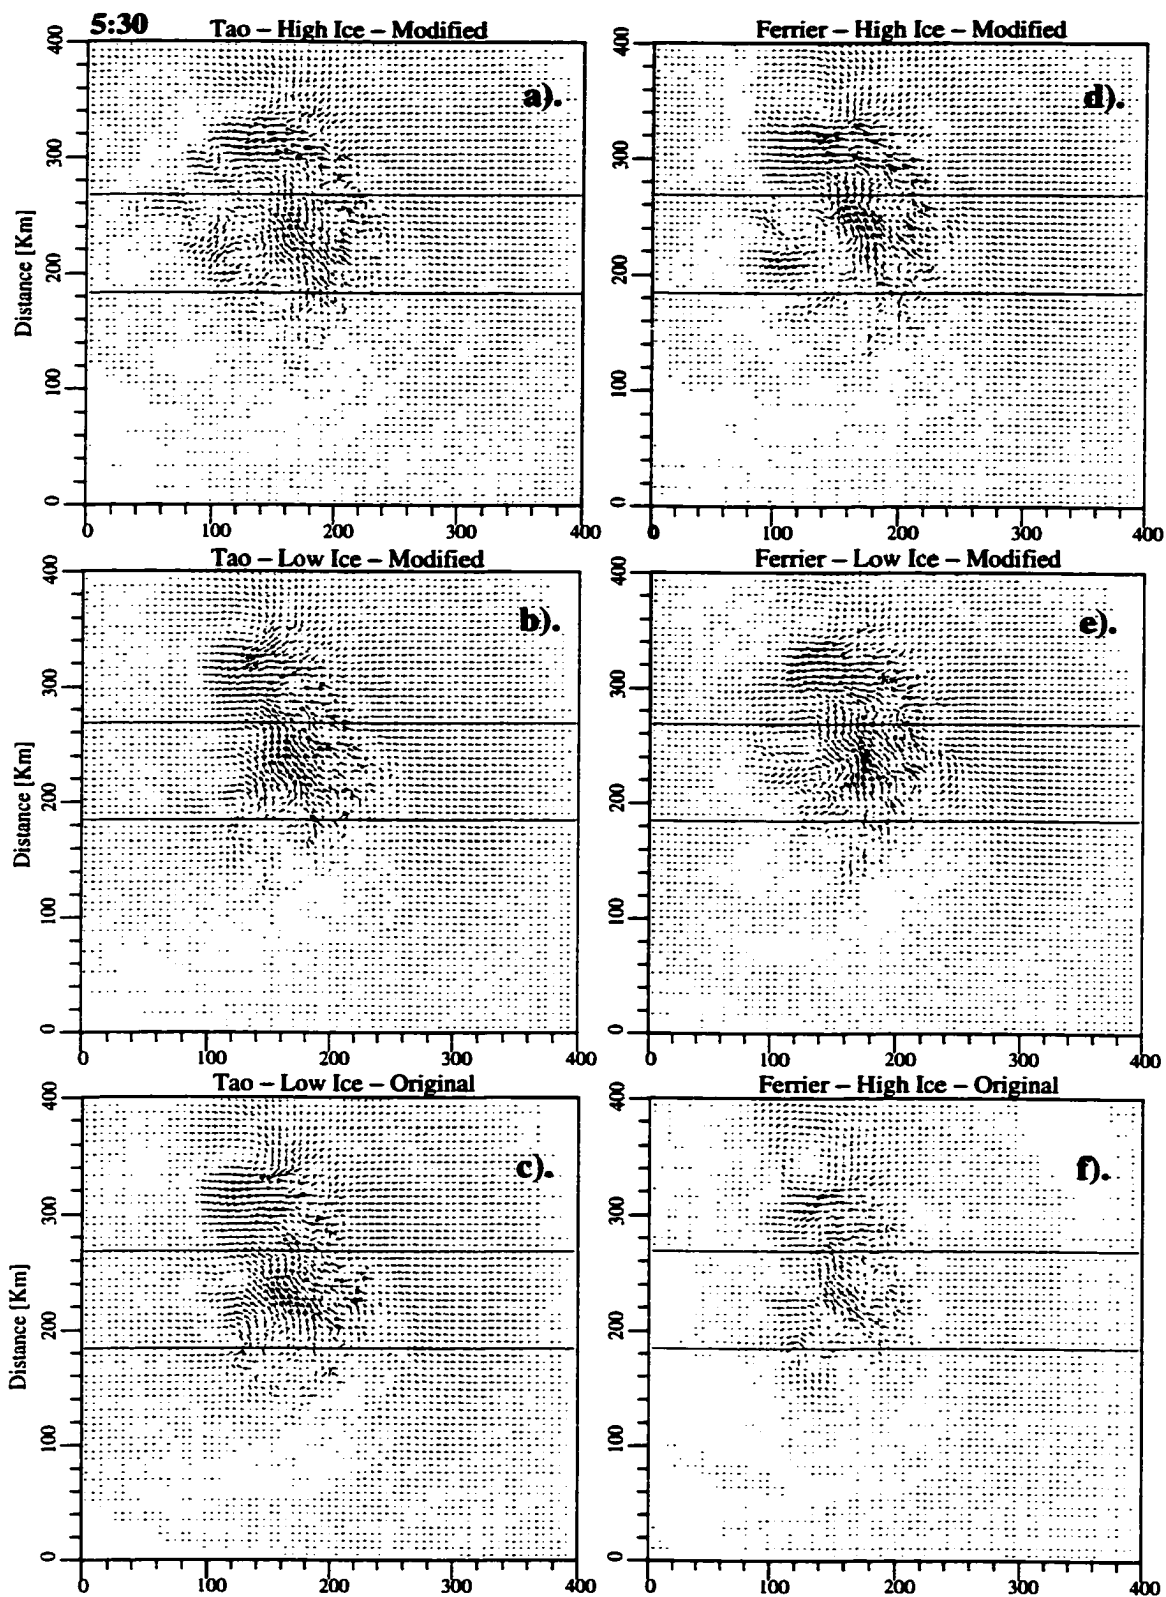 5:30
Tao – High Ice – Modified
Ferrier – High Ice – Modified
a).
d).
Distance [Km]
400
300
200
100
0
400
300
200
100
0
0 100 200 300 400
0 100 200 300 400
Tao – Low Ice – Modified
Ferrier – Low Ice – Modified
b).
e).
Distance [Km]
400
300
200
100
0
400
300
200
100
0
0 100 200 300 400
0 100 200 300 400
Tao – Low Ice – Original
Ferrier – High Ice – Original
c).
f).
Distance [Km]
400
300
200
100
0
400
300
200
100
0
0 100 200 300 400
0 100 200 300 400